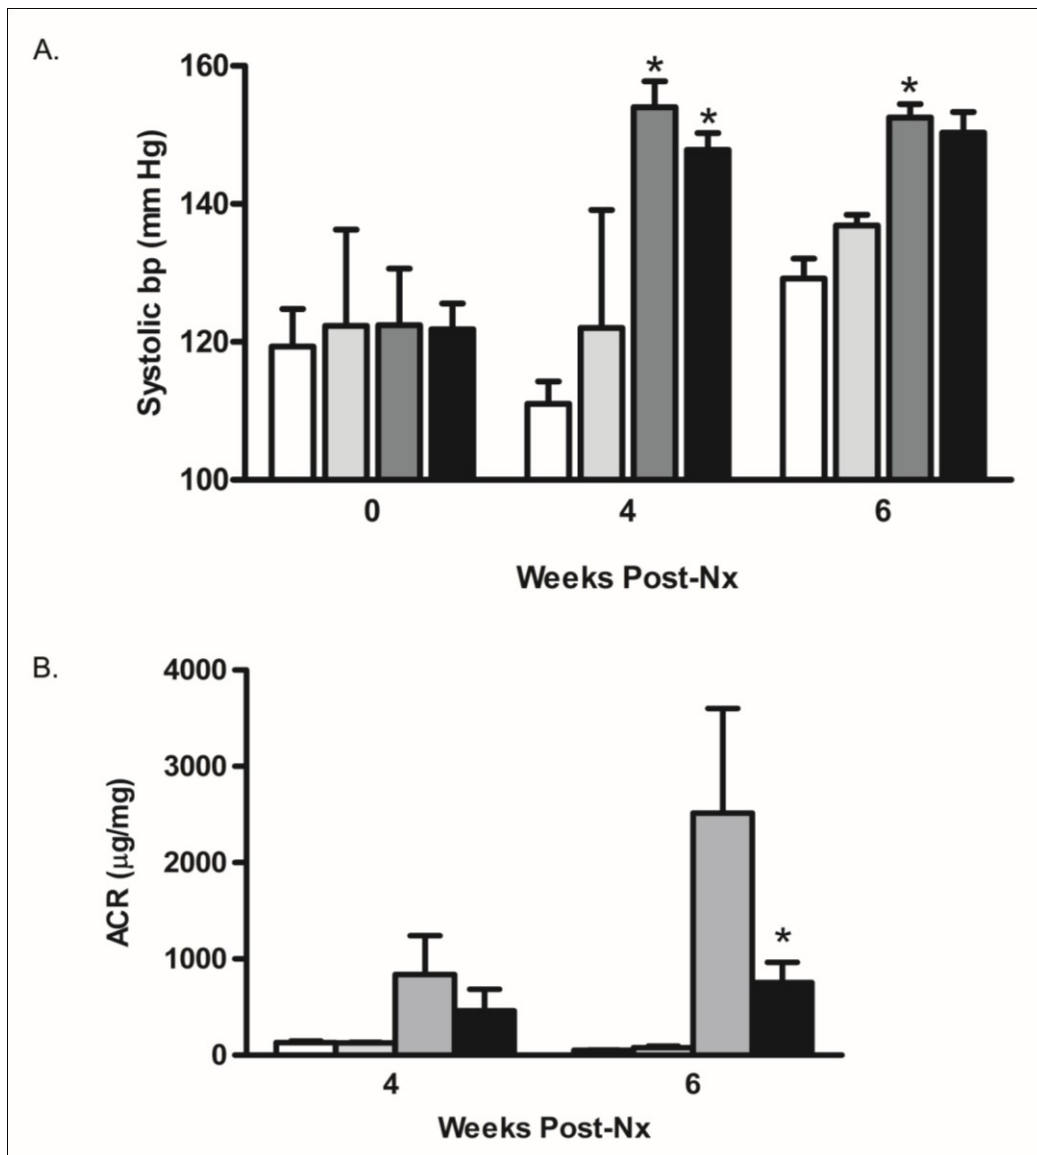 A.
Systolic bp (mm Hg)
160
140
120
100
* * *
0 4 6
Weeks Post-Nx
B.
ACR (μg/mg)
4000
3000
2000
1000
0
*
4 6
Weeks Post-Nx